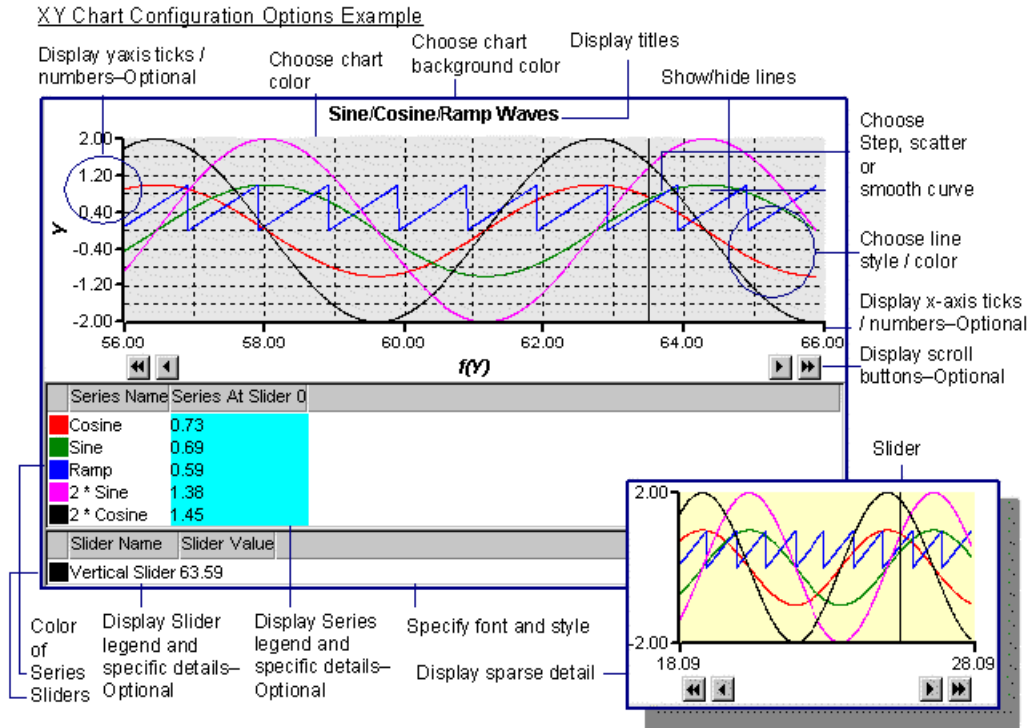 XY Chart Configuration Options Example
Display yaxis ticks /
numbers–Optional
Choose chart
color
Choose chart
background color
Display titles
Show/hide lines
Sine/Cosine/Ramp Waves
Choose
Step, scatter
or
smooth curve
2.00
1.20
0.40
-0.40
-1.20
-2.00
Y
Choose line
style / color
Display x-axis ticks
/ numbers–Optional
56.00
58.00
60.00
62.00
64.00
66.00
f(Y)
Display scroll
buttons–Optional
Series Name Series At Slider 0
Cosine 0.73
Sine 0.69
Ramp 0.59
2 * Sine 1.38
2 * Cosine 1.45
Slider Name Slider Value
Vertical Slider 63.59
Slider
2.00
-2.00
18.09
28.09
Color
of
Series
Sliders
Display Slider
legend and
specific details–
Optional
Display Series
legend and
specific details–
Optional
Specify font and style
Display sparse detail